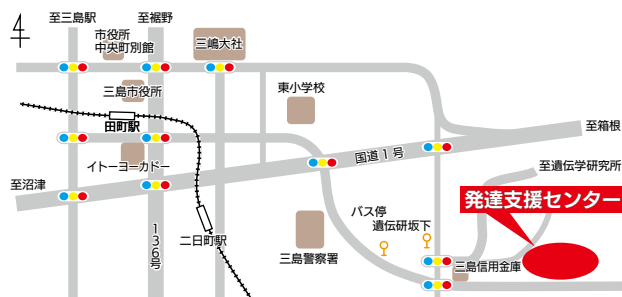 至三島駅
至裾野
市役所
中央町別館
三嶋大社
三島市役所
東小学校
田町駅
至箱根
国道1号
イトーヨーカドー
至遺伝学研究所
至沼津
発達支援センター
バス停
遺伝研坂下
136号
二日町駅
三島警察署
三島信用金庫